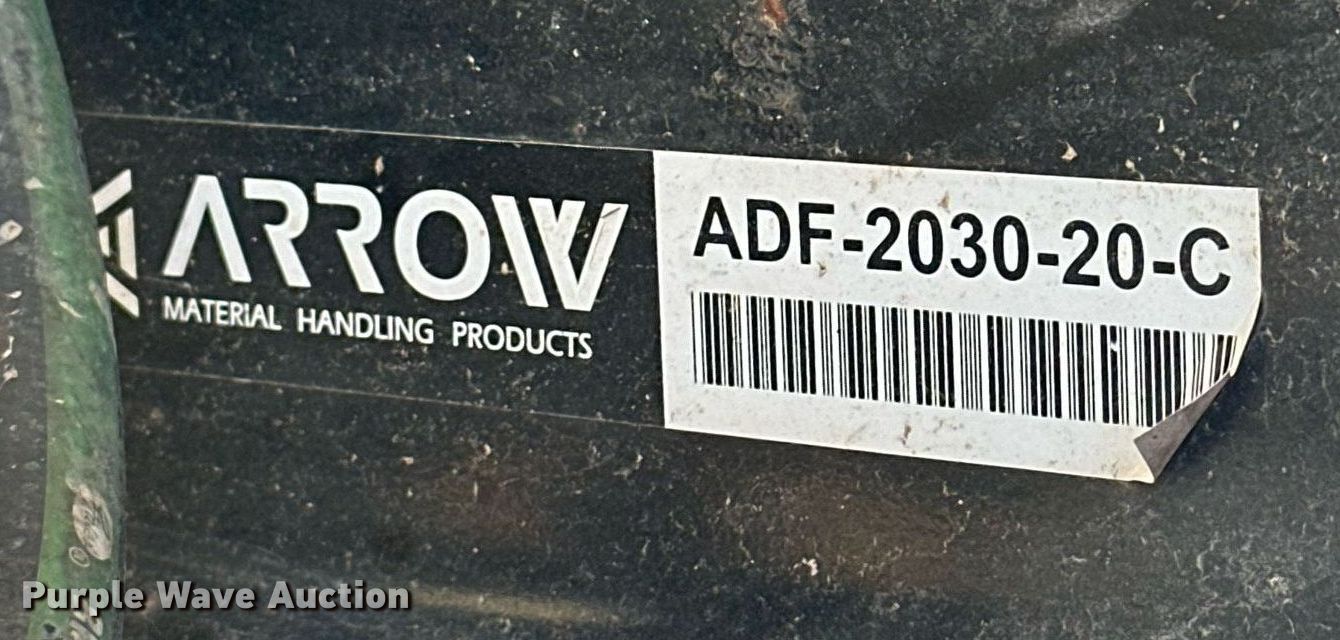 ARROW
MATERIAL HANDLING PRODUCTS
ADF-2030-20-C
Purple Wave Auction